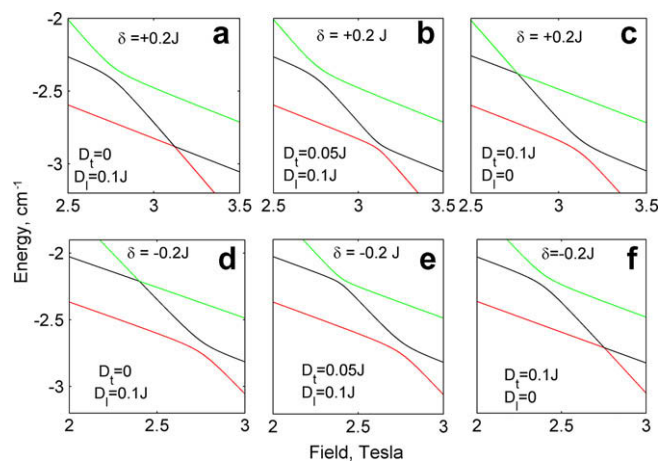 -2
-2.5
-3
a
δ =+0.2J
D_t=0
D_l=0.1J
2.5
3
3.5
b
δ = +0.2 J
D_t=0.05J
D_l=0.1J
2.5
3
3.5
c
δ = +0.2J
D_t=0.1J
D_l=0
2.5
3
3.5
Energy, cm⁻¹
-2
-2.5
-3
d
δ = -0.2J
D_t=0
D_l=0.1J
2
2.5
3
e
δ = -0.2 J
D_t=0.05J
D_l=0.1J
2
2.5
3
f
δ=-0.2J
D_t=0.1J
D_l=0
2
2.5
3
Field, Tesla